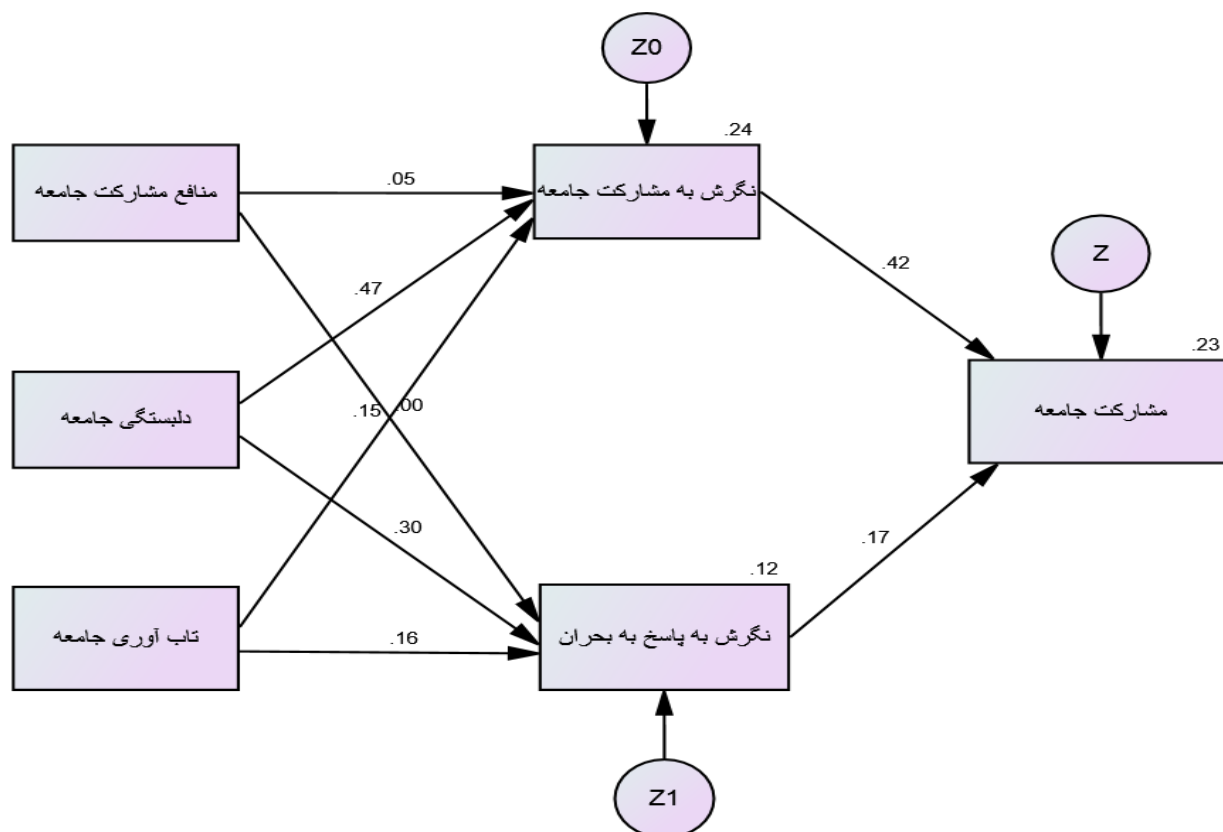 Z0
.24
منافع مشارکت جامعه
.05
نگرش به مشارکت جامعه
Z
.42
.47
.23
دلبستگی جامعه
.15
.00
مشارکت جامعه
.30
.17
.12
تاب آوری جامعه
.16
نگرش به پاسخ به بحران
Z1